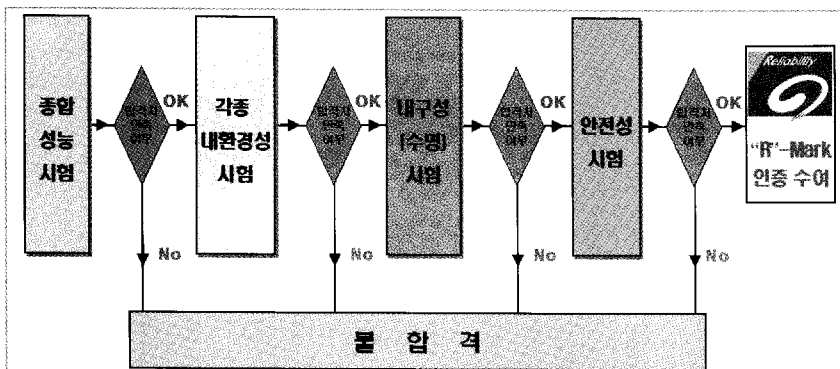 종합
성능
시험
OK
각종
내환경성
시험
OK
내구성
(수명)
시험
OK
안전성
시험
OK
Reliability
"R"-Mark
인증 수여
No
No
No
No
불 합 격